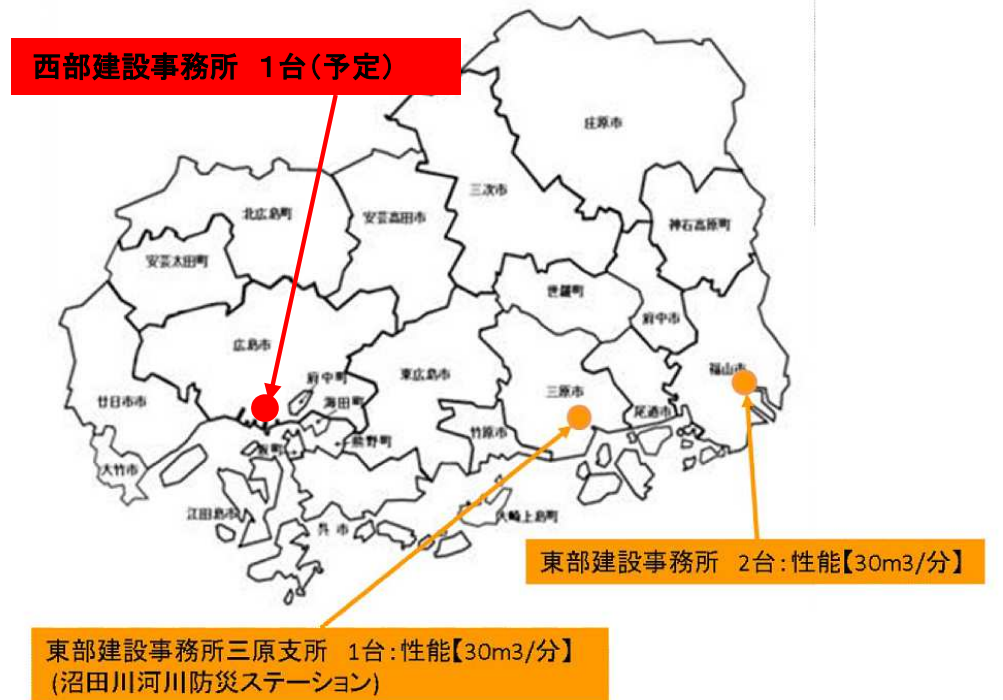 西部建設事務所 1台(予定)
庄原市
三次市
北広島町
安芸高田市
神石高原町
安芸太田町
世羅町
府中市
広島市
福山市
東広島市
府中町
三原市
廿日市市
海田町
尾道市
竹原市
熊野町
坂町
大竹市
江田島市
大崎上島町
呉市
東部建設事務所 2台:性能【30m3/分】
東部建設事務所三原支所 1台:性能【30m3/分】
(沼田川河川防災ステーション)